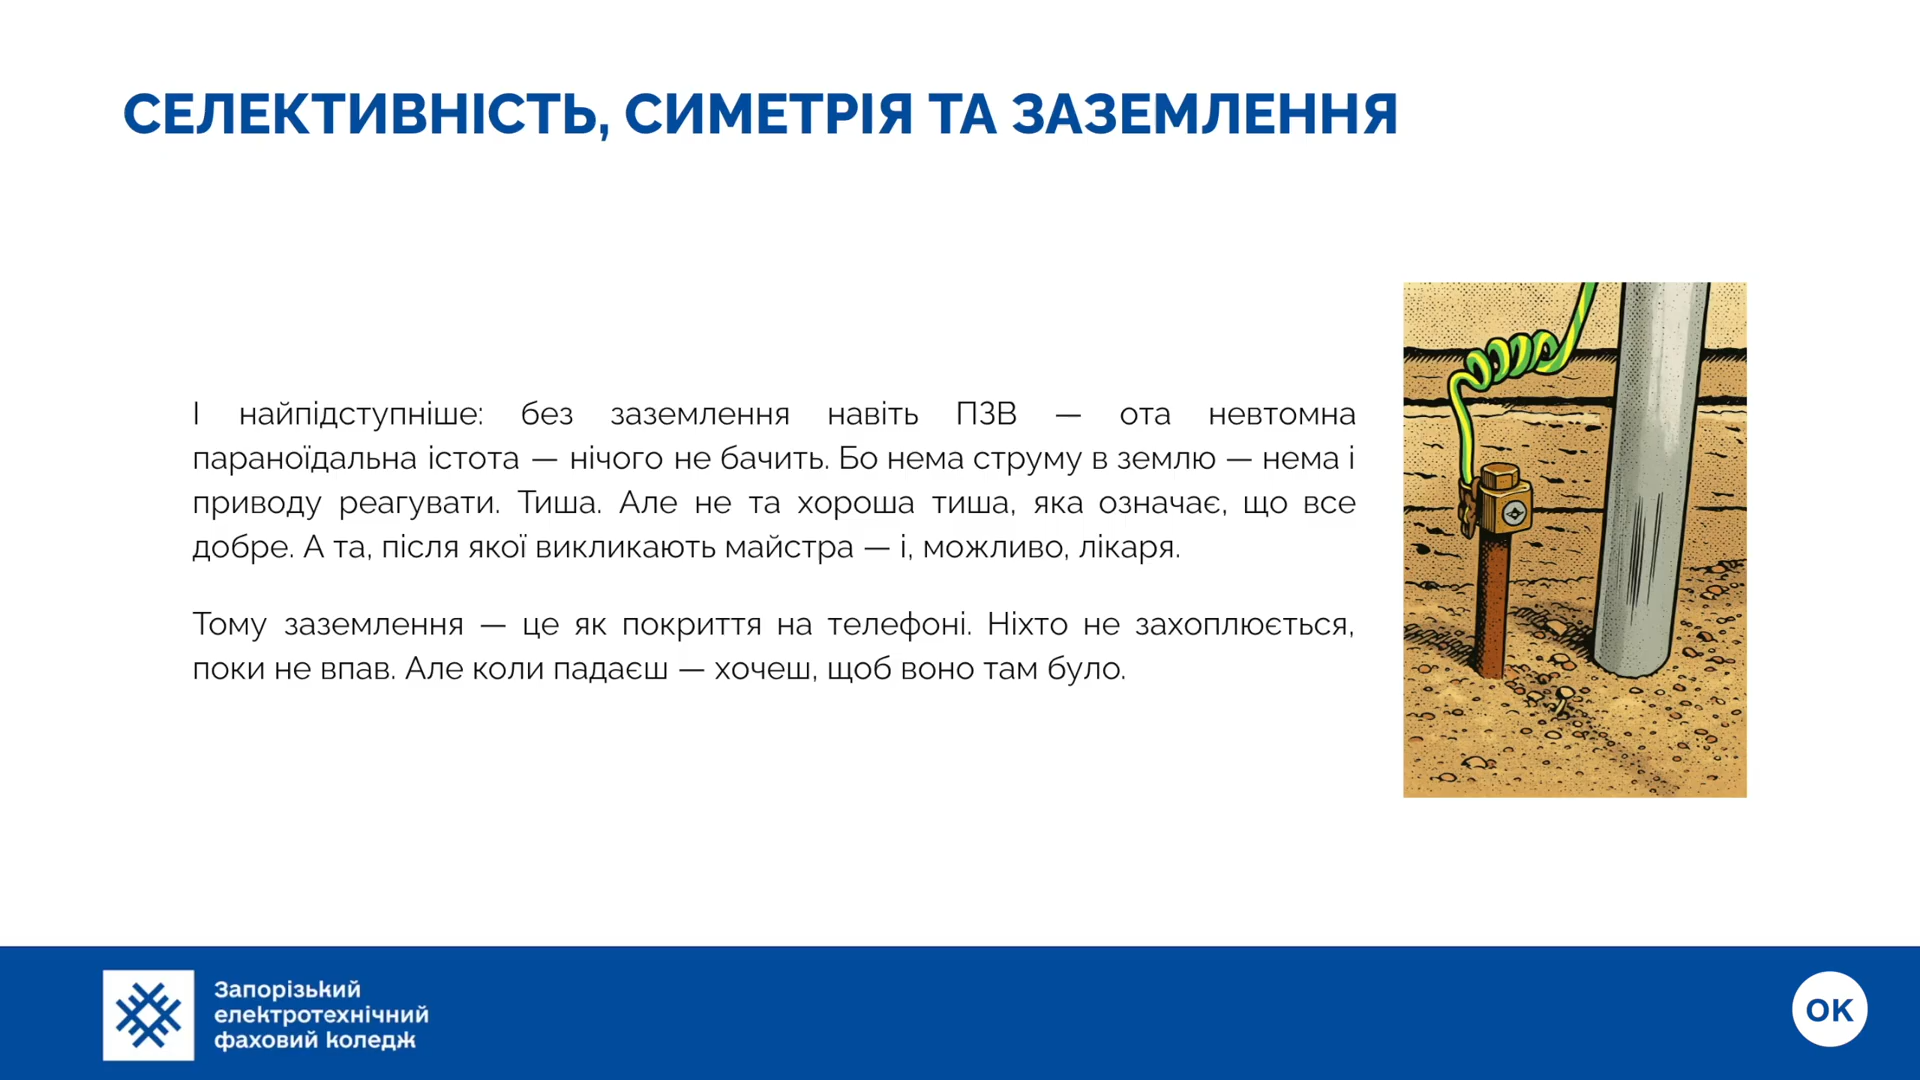 СЕЛЕКТИВНІСТЬ, СИМЕТРІЯ ТА ЗАЗЕМЛЕННЯ
І найпідступніше: без заземлення навіть ПЗВ — ота невтомна
параноїдальна істота — нічого не бачить. Бо нема струму в землю — нема і
приводу реагувати. Тиша. Але не та хороша тиша, яка означає, що все
добре. А та, після якої викликають майстра — і, можливо, лікаря.
Тому заземлення — це як покриття на телефоні. Ніхто не захоплюється,
поки не впав. Але коли падаєш — хочеш, щоб воно там було.
Запорізький
електротехнічний
фаховий коледж
ОК